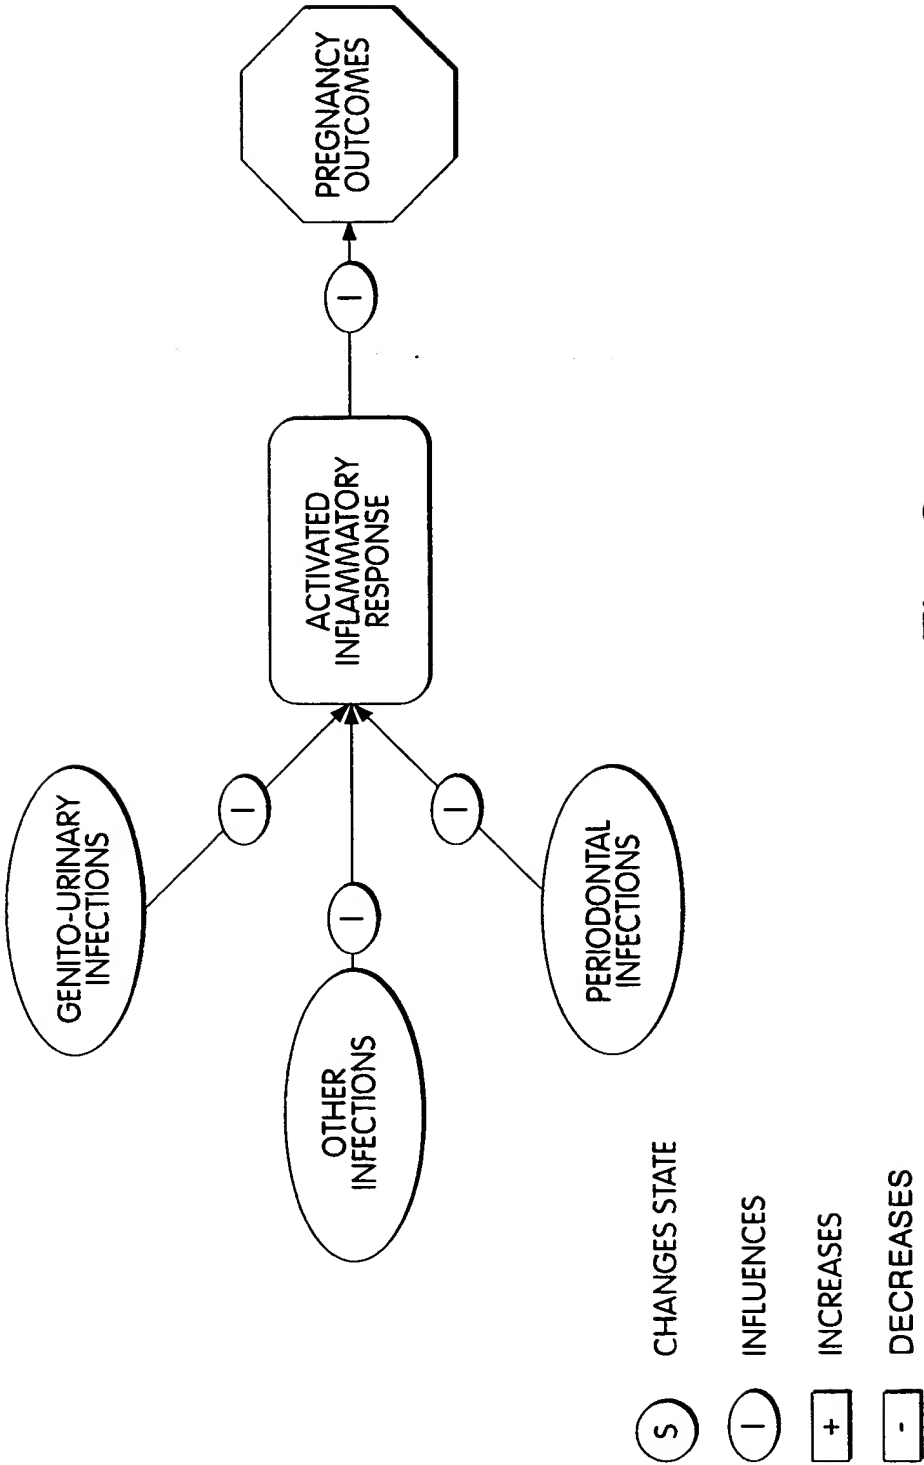 GENITO-URINARY
INFECTIONS
I
OTHER
INFECTIONS
I
PERIODONTAL
INFECTIONS
I
ACTIVATED
INFLAMMATORY
RESPONSE
I
PREGNANCY
OUTCOMES
S CHANGES STATE
I INFLUENCES
+ INCREASES
- DECREASES